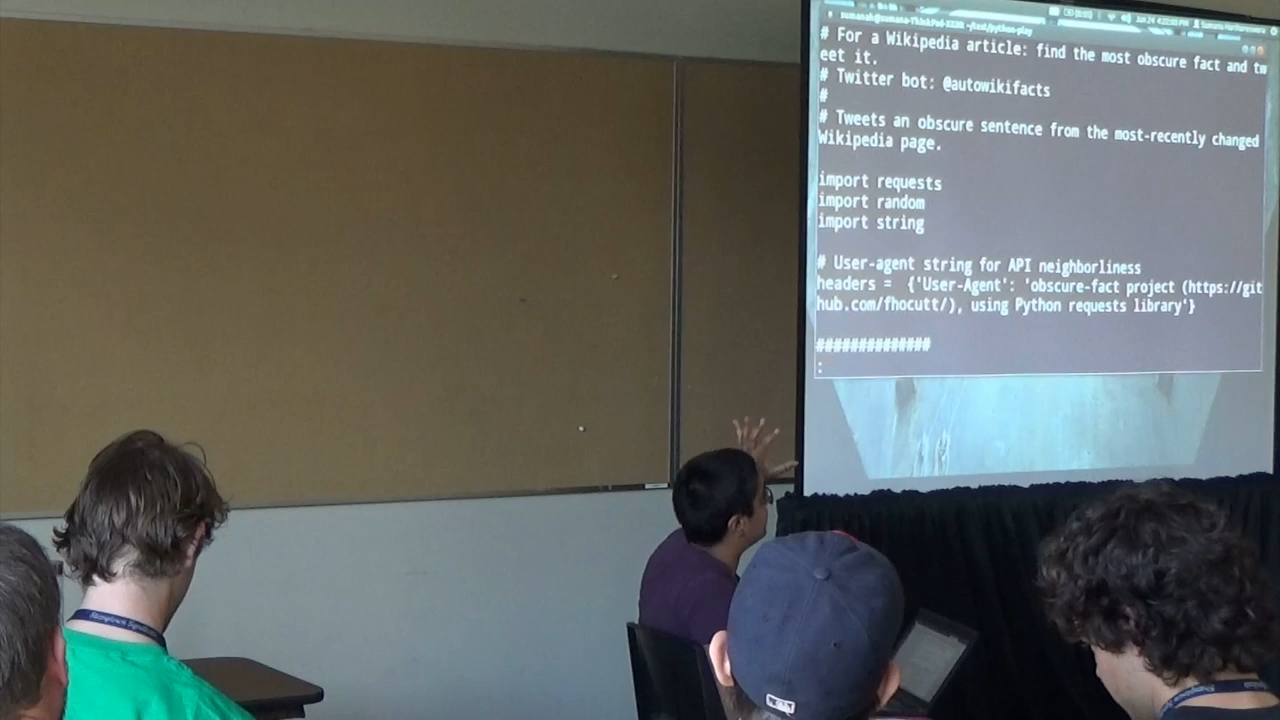 # For a Wikipedia article: find the most obscure fact and tw
eet it.
# Twitter bot: @autowikifacts
#
# Tweets an obscure sentence from the most-recently changed
Wikipedia page.
import requests
import random
import string
# User-agent string for API neighborliness
headers =  {'User-Agent': 'obscure-fact project (https://git
hub.com/fhocutt/), using Python requests library'}
##############
: